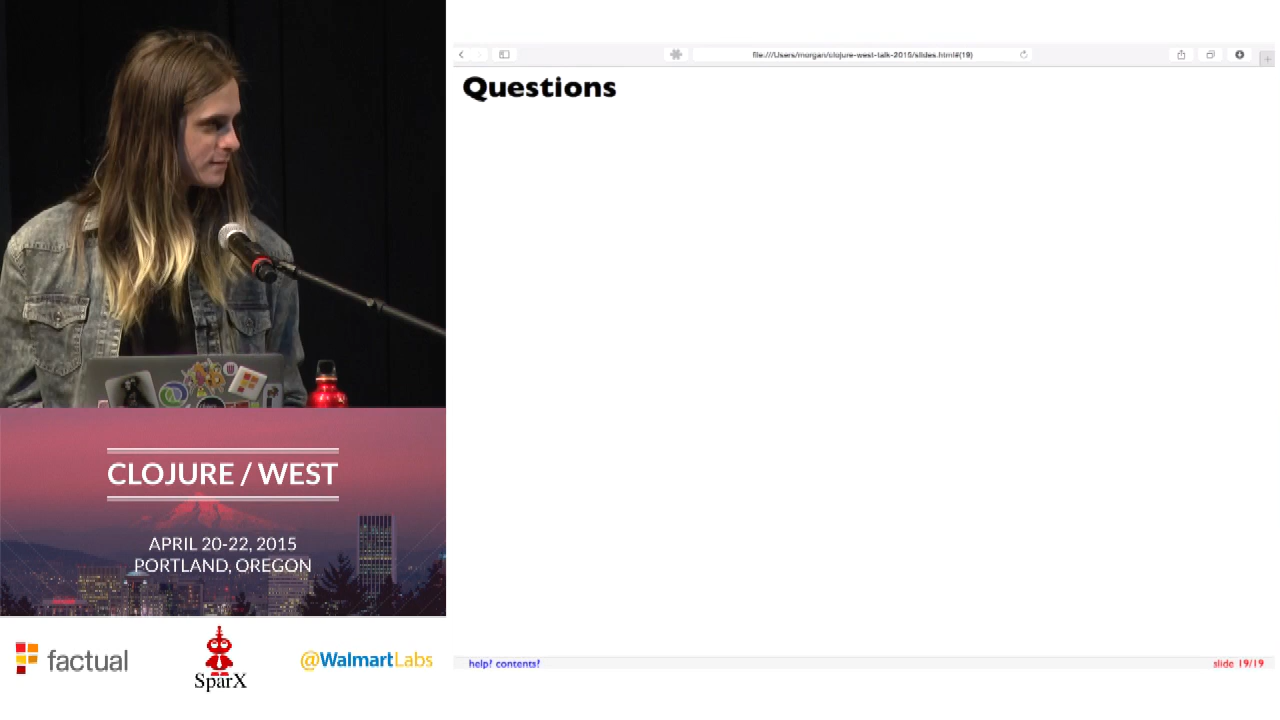 file:///Users/morgan/clojure-west-talk-2015/slides.html#(19)
Questions
CLOJURE / WEST
APRIL 20-22, 2015
PORTLAND, OREGON
factual
SparX
@WalmartLabs
help? contents?
slide 19/19